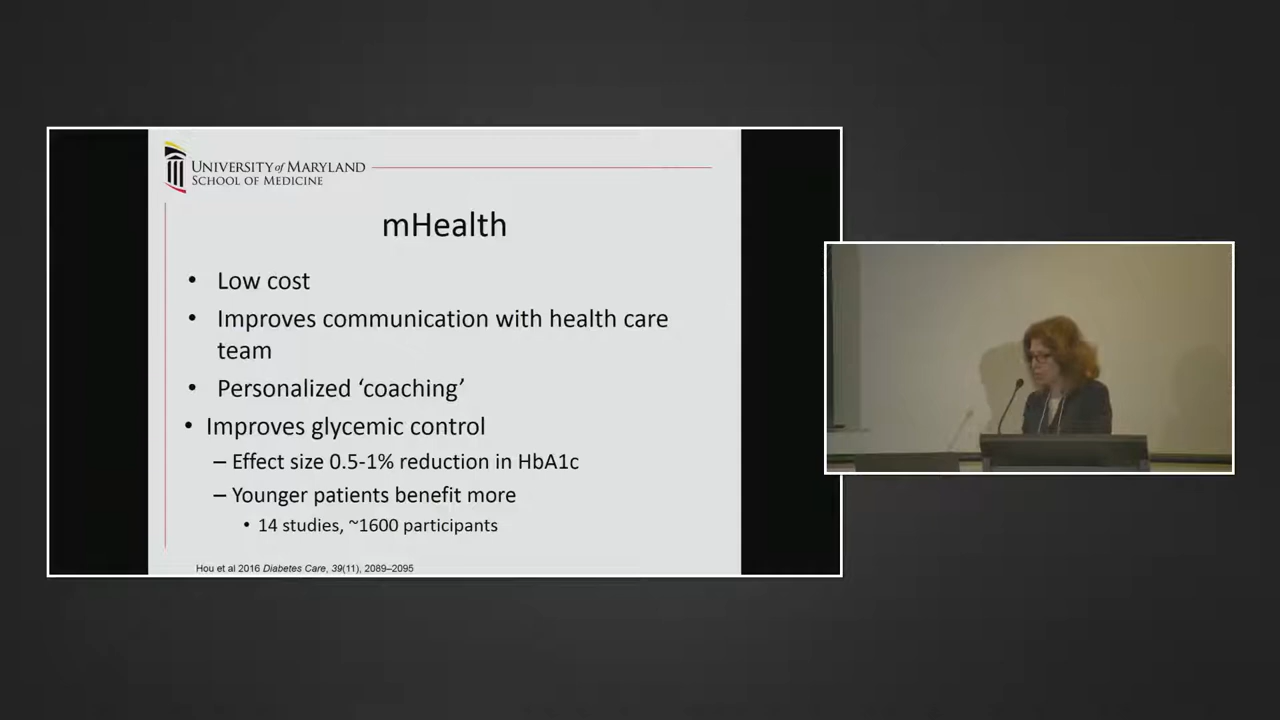 UNIVERSITY of MARYLAND
SCHOOL OF MEDICINE
mHealth
• Low cost
• Improves communication with health care
team
• Personalized ‘coaching’
• Improves glycemic control
– Effect size 0.5-1% reduction in HbA1c
– Younger patients benefit more
• 14 studies, ~1600 participants
Hou et al 2016 Diabetes Care, 39(11), 2089–2095